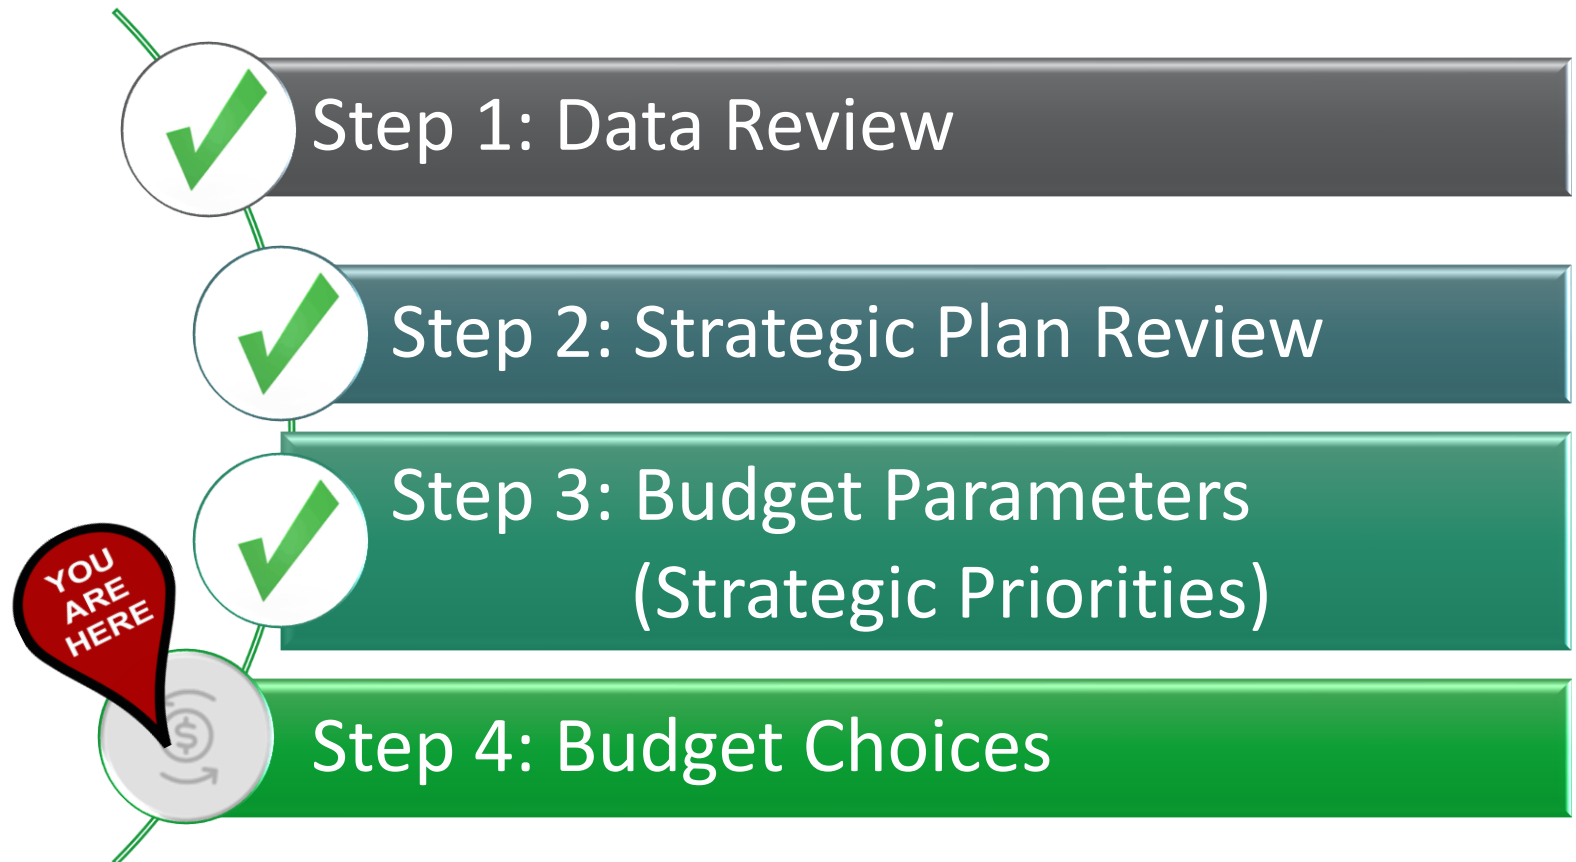 Step 1: Data Review
Step 2: Strategic Plan Review
Step 3: Budget Parameters
(Strategic Priorities)
YOU
ARE
HERE
$
Step 4: Budget Choices